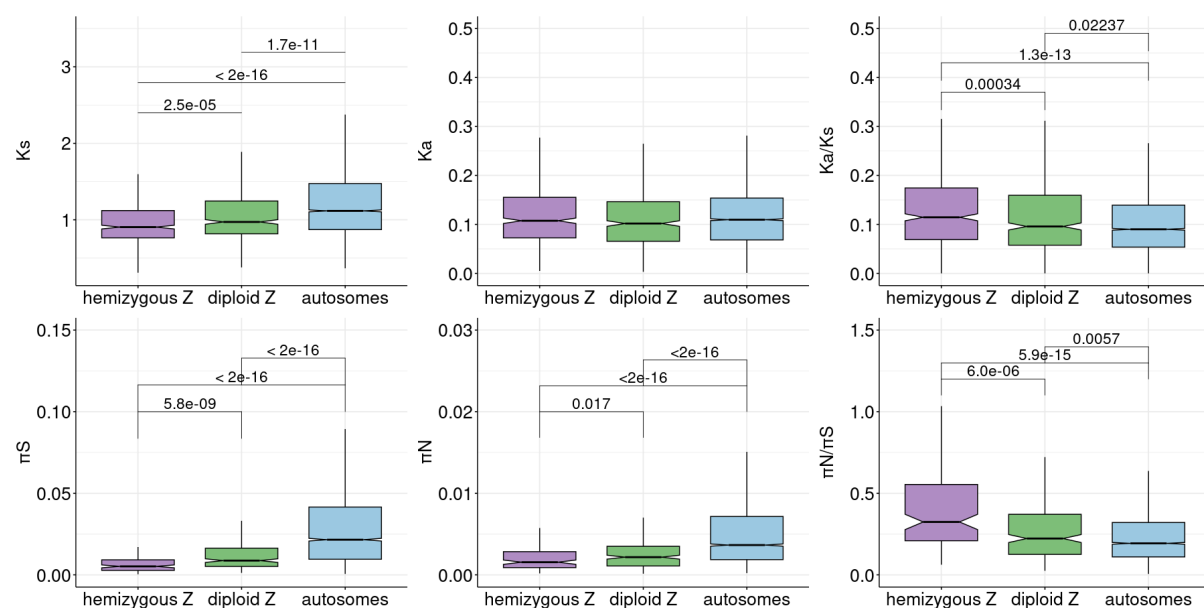 Ks
3
2
1
1.7e-11
< 2e-16
2.5e-05
hemizygous Z
diploid Z
autosomes
Ka
0.5
0.4
0.3
0.2
0.1
0.0
hemizygous Z
diploid Z
autosomes
Ka/Ks
0.5
0.4
0.3
0.2
0.1
0.0
0.02237
1.3e-13
0.00034
hemizygous Z
diploid Z
autosomes
πS
0.15
0.10
0.05
0.00
< 2e-16
< 2e-16
5.8e-09
hemizygous Z
diploid Z
autosomes
πN
0.03
0.02
0.01
0.00
<2e-16
<2e-16
0.017
hemizygous Z
diploid Z
autosomes
πN/πS
1.5
1.0
0.5
0.0
0.0057
5.9e-15
6.0e-06
hemizygous Z
diploid Z
autosomes